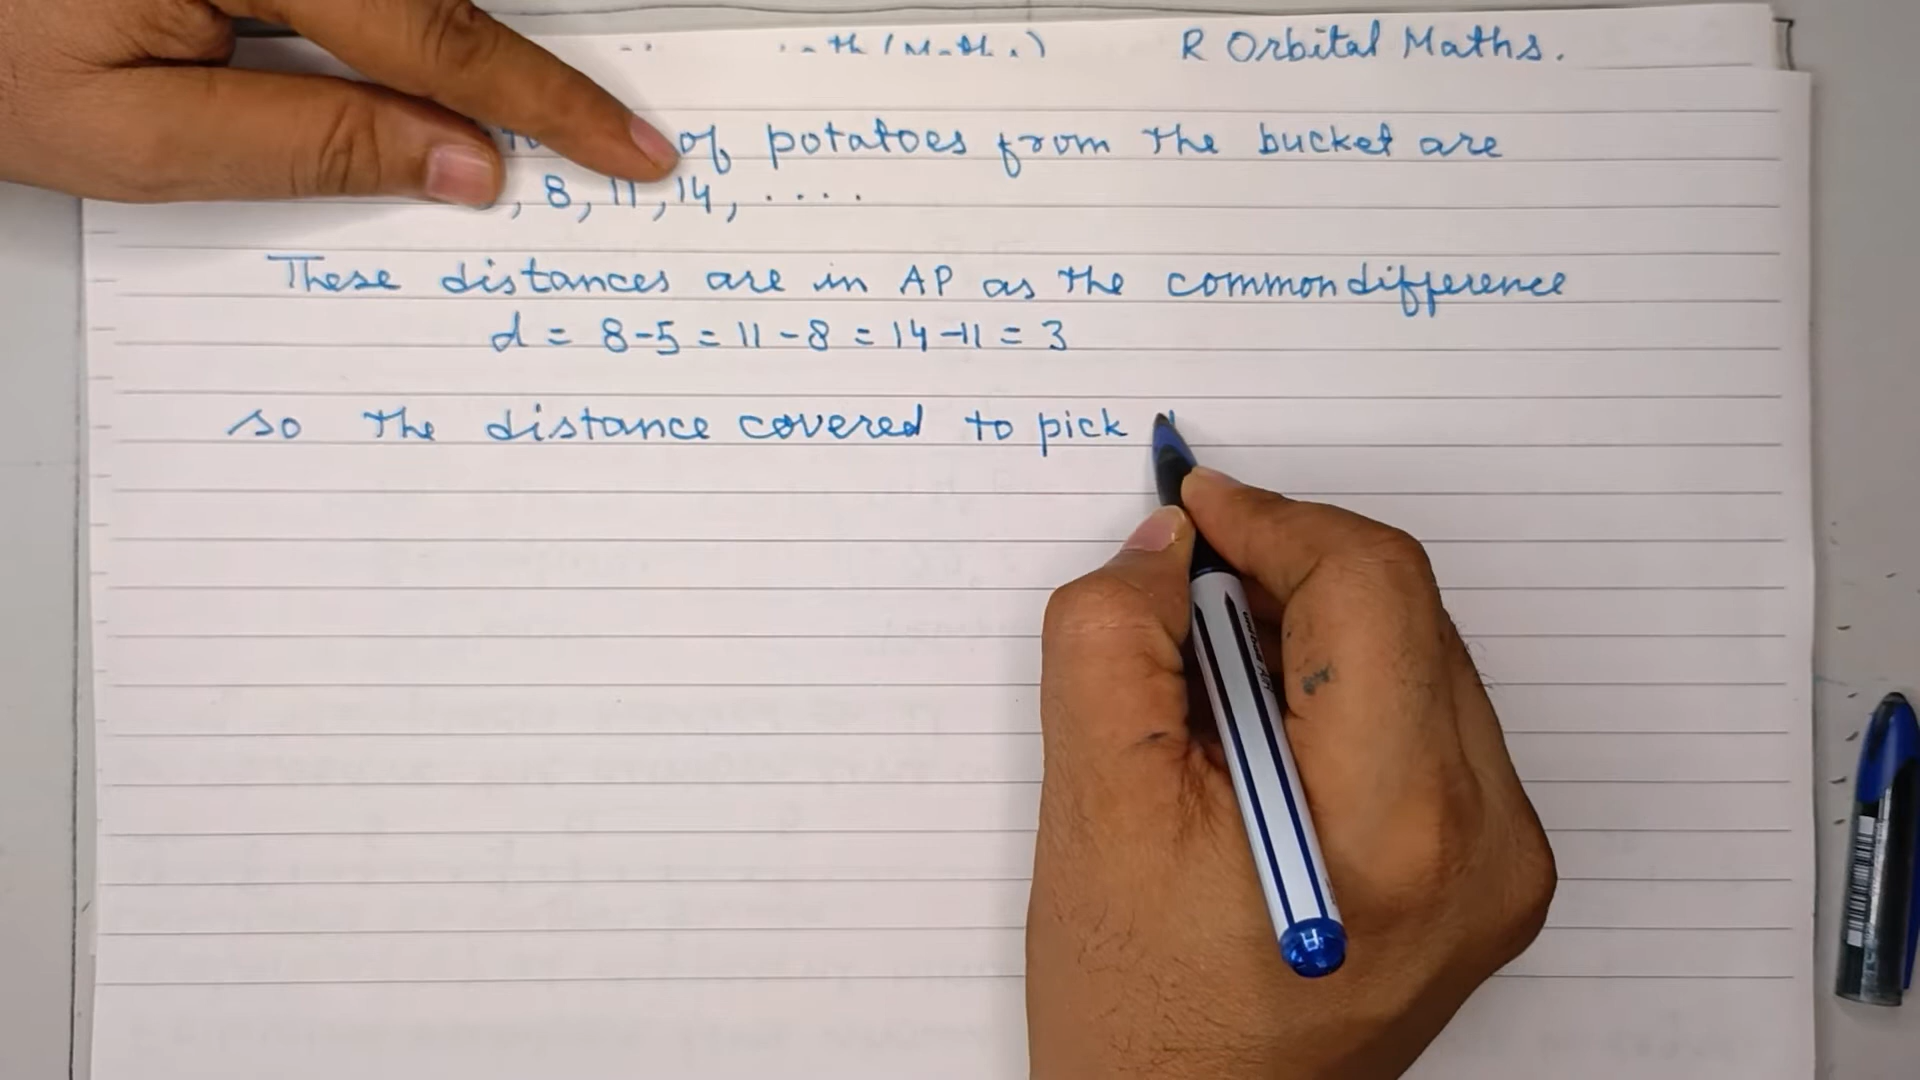 R Orbital Maths.
of potatoes from the bucket are
, 8, 11, 14, ....
These distances are in AP as the common difference
d = 8-5 = 11-8 = 14-11 = 3
so the distance covered to pick